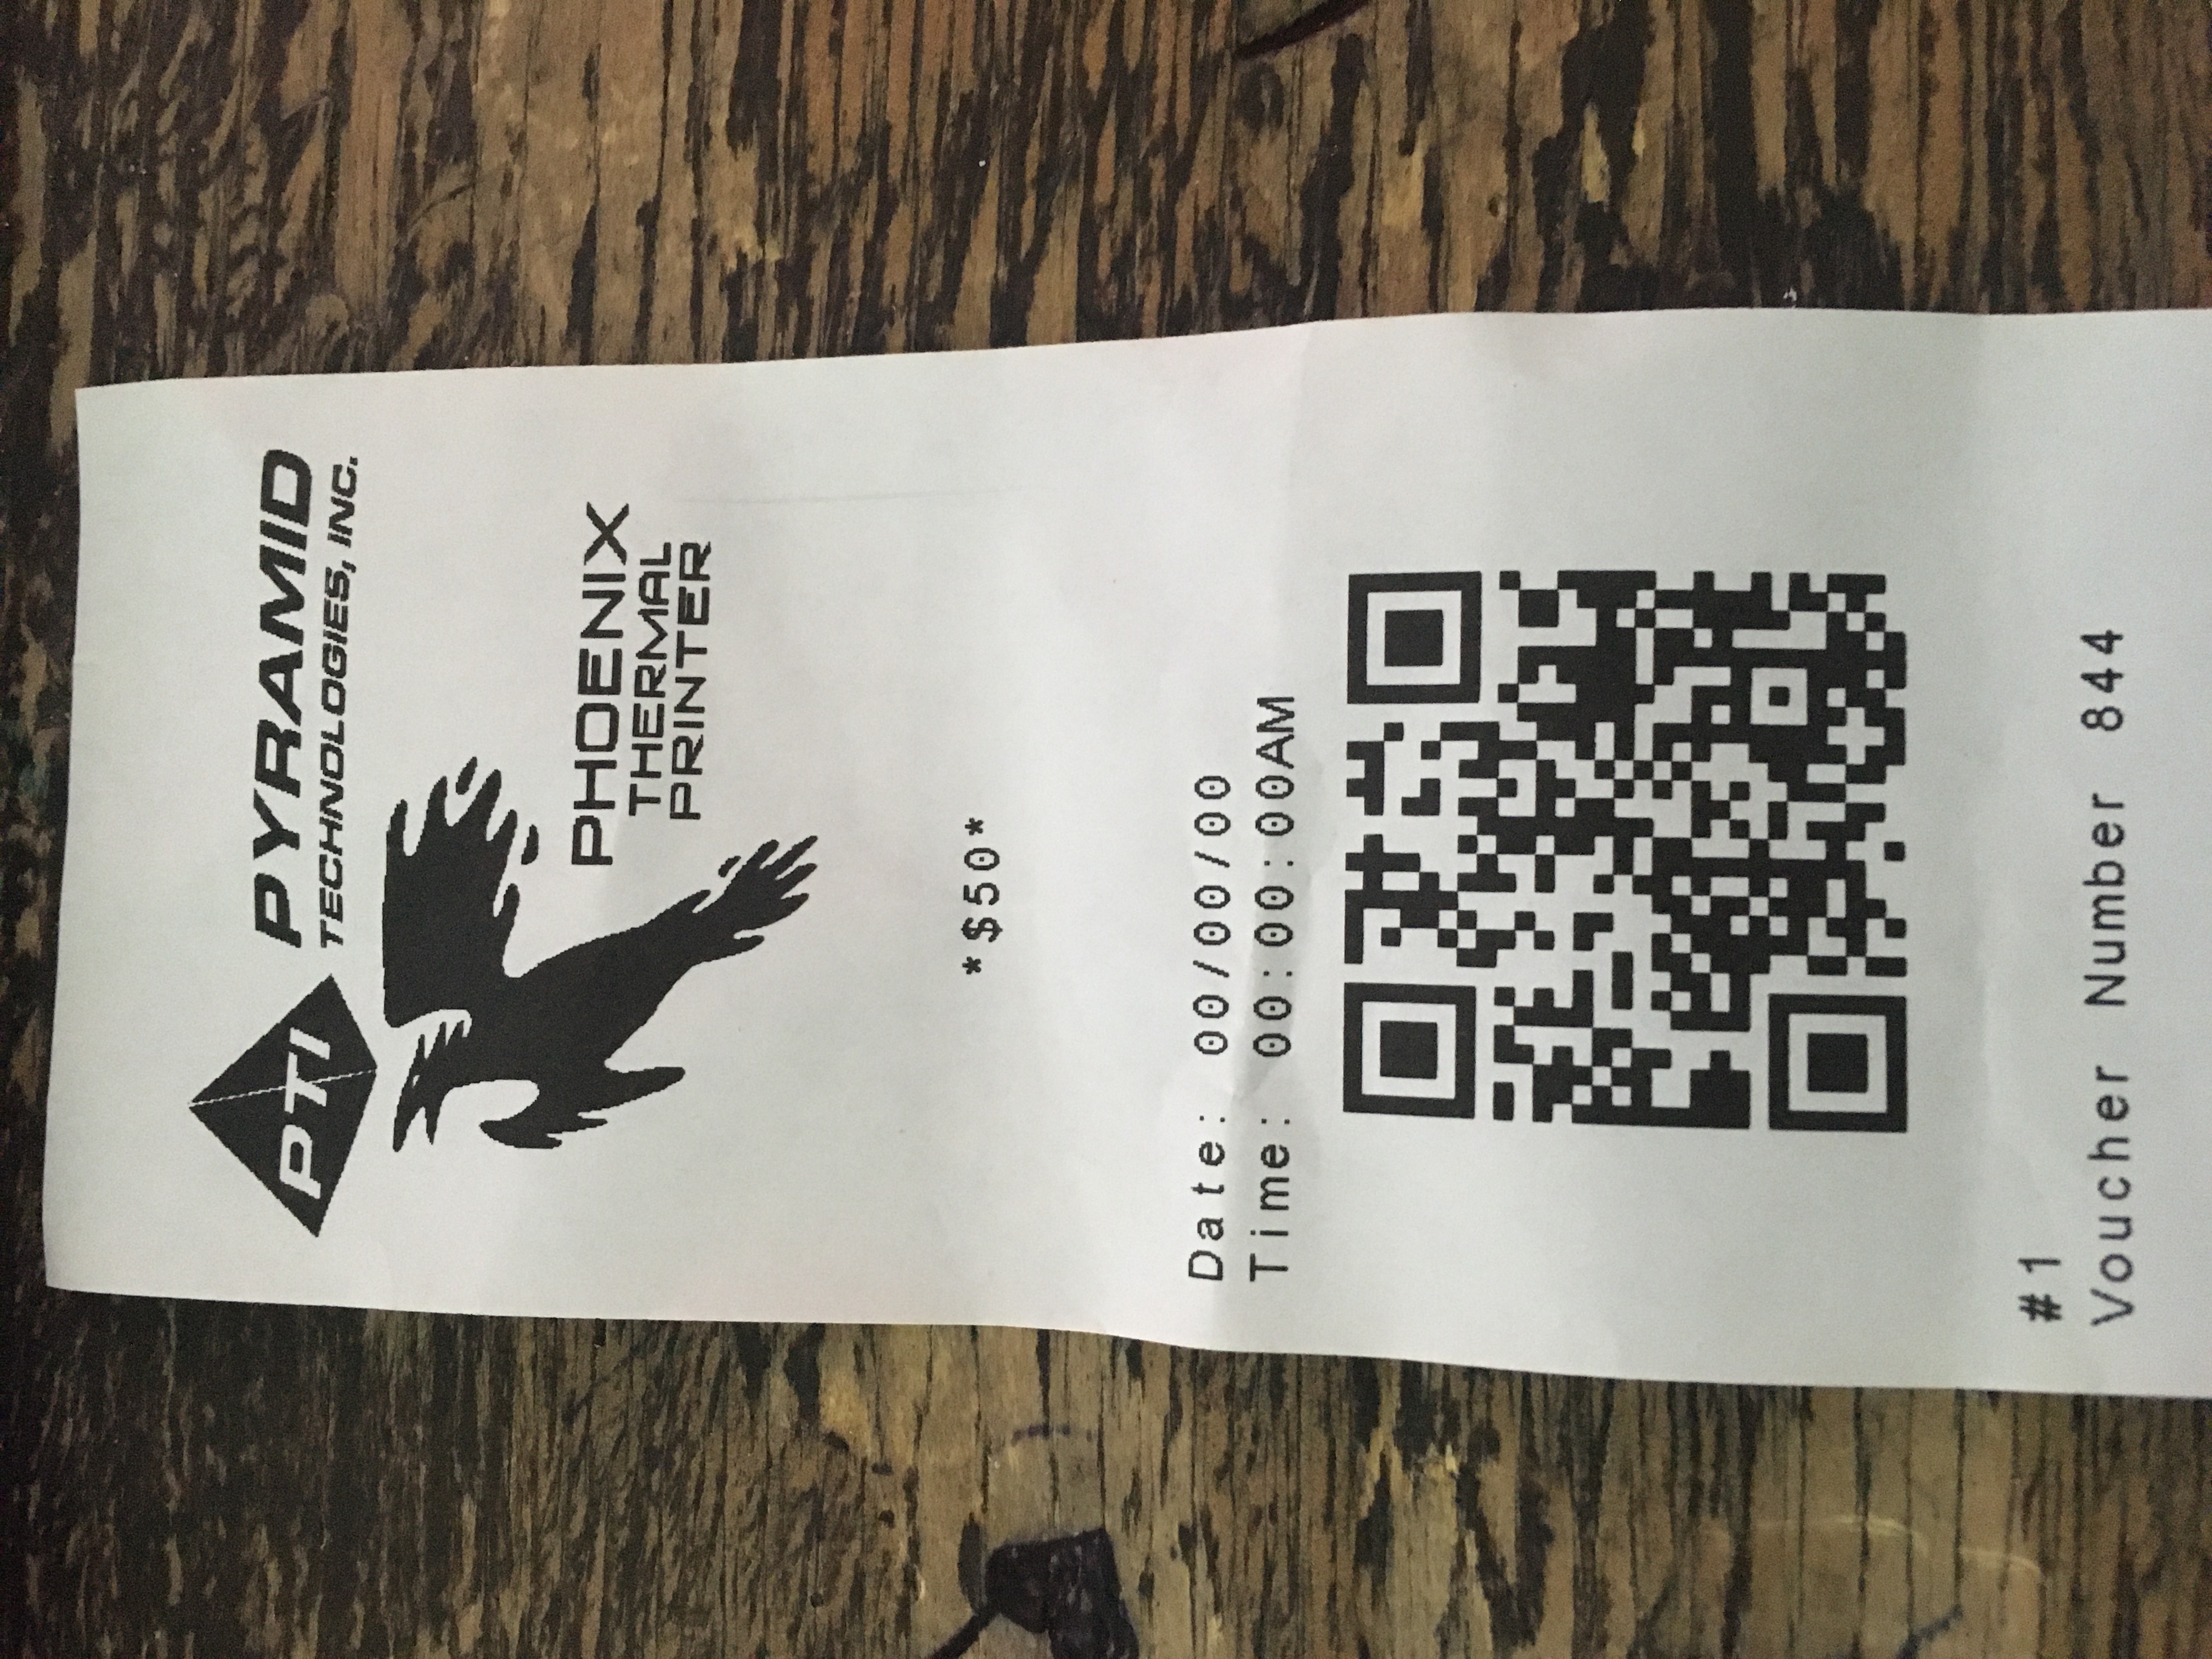 PTI
PYRAMID
TECHNOLOGIES, INC.
PHOENIX
THERMAL
PRINTER
*$50*
Date: 00/00/00
Time: 00:00:00AM
#1
Voucher Number 844